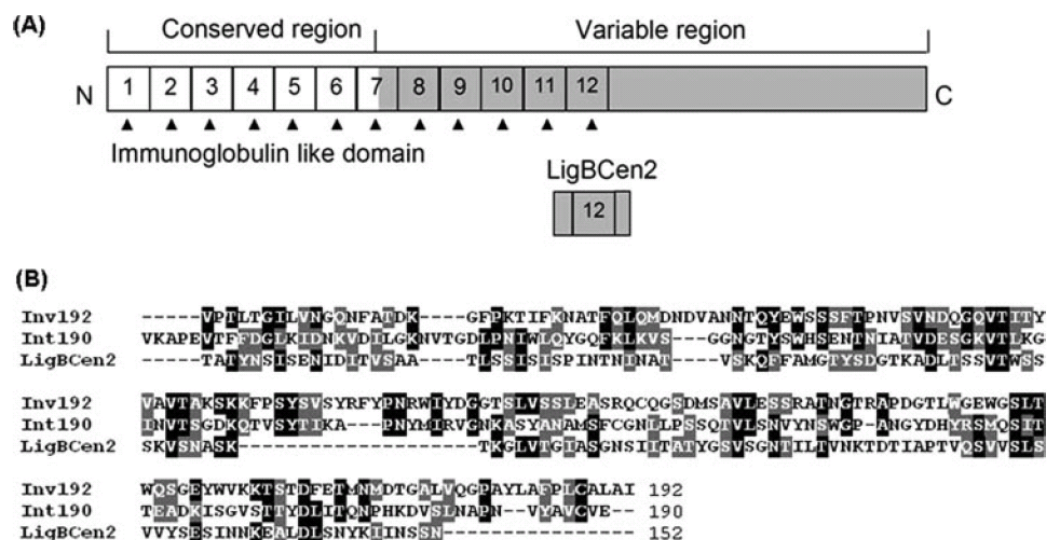 (A)
Conserved region Variable region
N 1 2 3 4 5 6 7 8 9 10 11 12 C
Immunoglobulin like domain
LigBCen2
12
(B)
Inv192 -----VPTLTGILVNGQNFATDK----GFPKTIFKNATFQLQMDNDVANNTQYEWSSSFTPNVSVNDQGQVTITY
Int190 VKAPEVTFFDGLKIDNKVDILGKNVTGDLPNIWLQYGQFKLKVS---GGNGTYSWHSENTNIATVDESGKVTLKG
LigBCen2 -----TATYNSISENIDITVSAA----TLSSISISPINTNINAT----VSKQFFAMGTYSDGTKADLTSSVTWSS
Inv192 VAVTAKSKKFPSYSVSYRFYPNRWIYDGGTSLVSSLEASRQCQGSDMSAVLESSRATNGTRAPDGTLWGEWGSLT
Int190 INVTSGDKQTVSYTIKA---PNYMIRVGNKASYANAMSFCGNLLPSSQTVLSNVYNSWGP-ANGYDHYRSMQSIT
LigBCen2 SKVSNASK--------------------TKGLVTGIASGNSIITATYGSVSGNTILTVNKTDTIAPTVQSVVSLS
Inv192 WQSGEYWVKKTSTDFETMNMDTGALVQGPAYLAFPLCALAI 192
Int190 TEADKISGVSTTYDLITQNPHKDVSLNAPN--VYAVCVE-- 190
LigBCen2 VVYSESINNKEALDLSNYKIINSSN---------------- 152